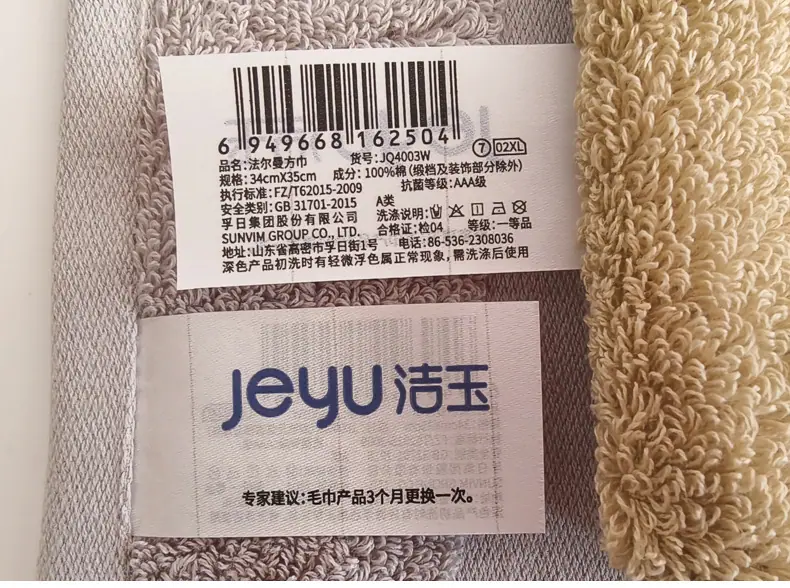 6 949668 162504
⑦ 02XL
品名: 法尔曼方巾 货号: JQ4003W
规格: 34cmX35cm 成分: 100%棉(缎档及装饰部分除外)
执行标准: FZ/T62015-2009 抗菌等级: AAA级
安全类别: GB 31701-2015 A类
孚日集团股份有限公司 洗涤说明:
SUNVIM GROUP CO., LTD. 合格证: 检04 等级: 一等品
地址: 山东省高密市孚日街1号 电话: 86-536-2308036
深色产品初洗时有轻微浮色属正常现象,需洗涤后使用
jeyu 洁玉
专家建议: 毛巾产品3个月更换一次。